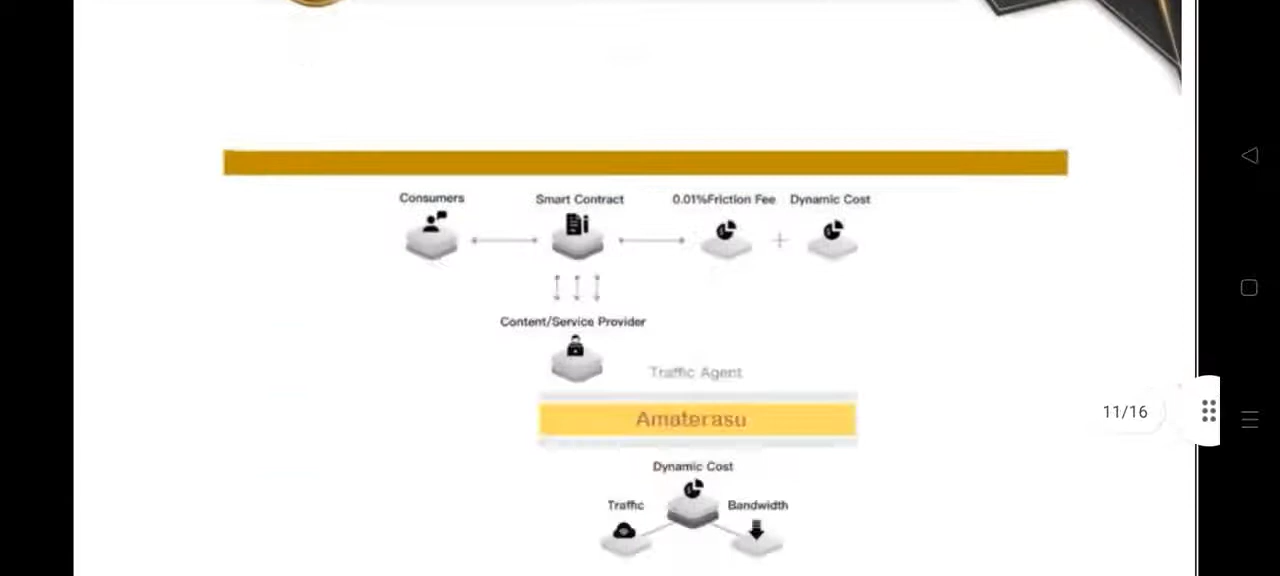 Consumers Smart Contract 0.01%Friction Fee Dynamic Cost
Content/Service Provider
Traffic Agent
Amaterasu
11/16
Dynamic Cost
Traffic Bandwidth